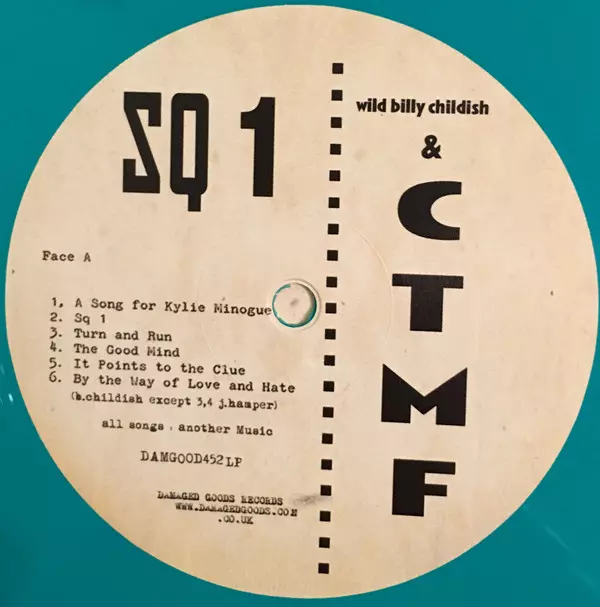 SQ 1
wild billy childish
&
C
T
M
F
Face A
1. A Song for Kylie Minogue
2. Sq 1
3. Turn and Run
4. The Good Mind
5. It Points to the Clue
6. By the Way of Love and Hate
(b.childish except 3,4 j.hamper)
all songs . another Music
DAMGOOD452LP
DAMAGED GOODS RECORDS
WWW.DAMAGEDGOODS.COM
.CO.UK